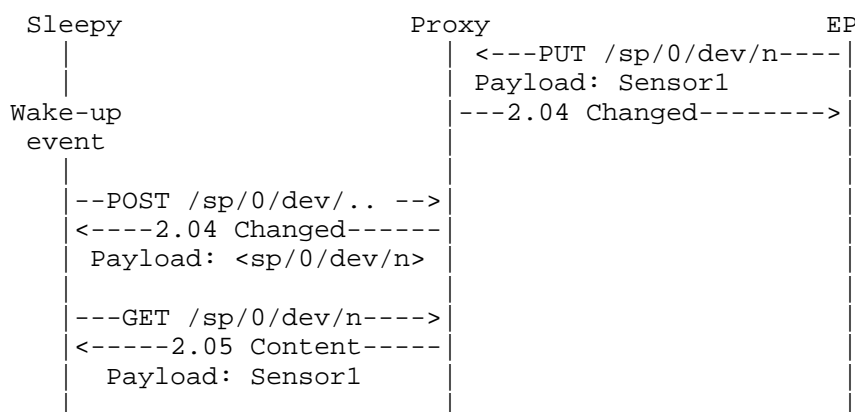 Sleepy Proxy EP
<---PUT /sp/0/dev/n----
Payload: Sensor1
Wake-up ---2.04 Changed-------->
event
--POST /sp/0/dev/.. -->
<----2.04 Changed------
Payload: <sp/0/dev/n>
---GET /sp/0/dev/n---->
<-----2.05 Content-----
Payload: Sensor1